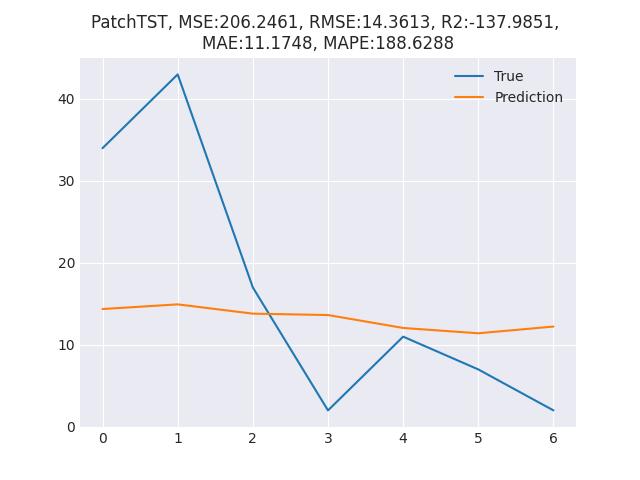 PatchTST, MSE:206.2461, RMSE:14.3613, R2:-137.9851,
MAE:11.1748, MAPE:188.6288
True
Prediction
40
30
20
10
0
0 1 2 3 4 5 6